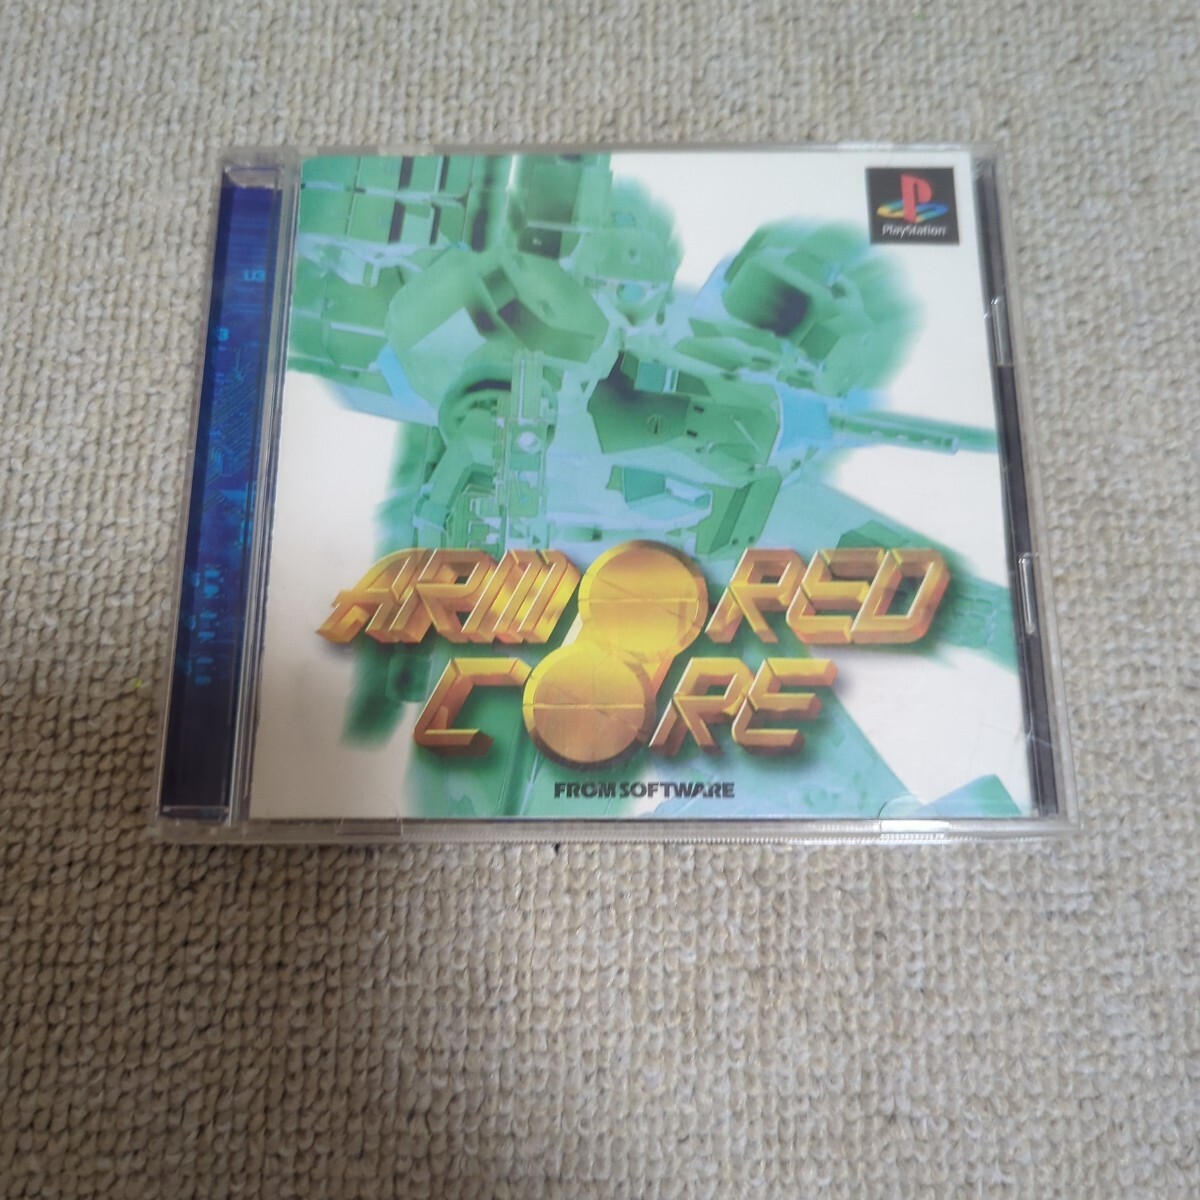 PlayStation
ARMORED
CORE
FROM SOFTWARE